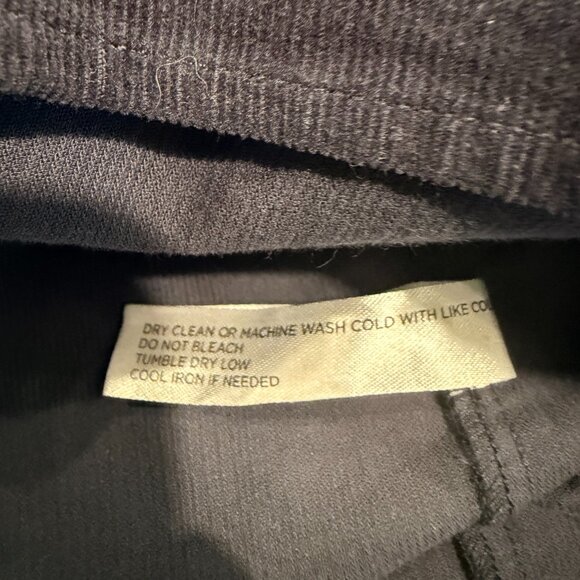 DRY CLEAN OR MACHINE WASH COLD WITH LIKE
DO NOT BLEACH
TUMBLE DRY LOW
COOL IRON IF NEEDED